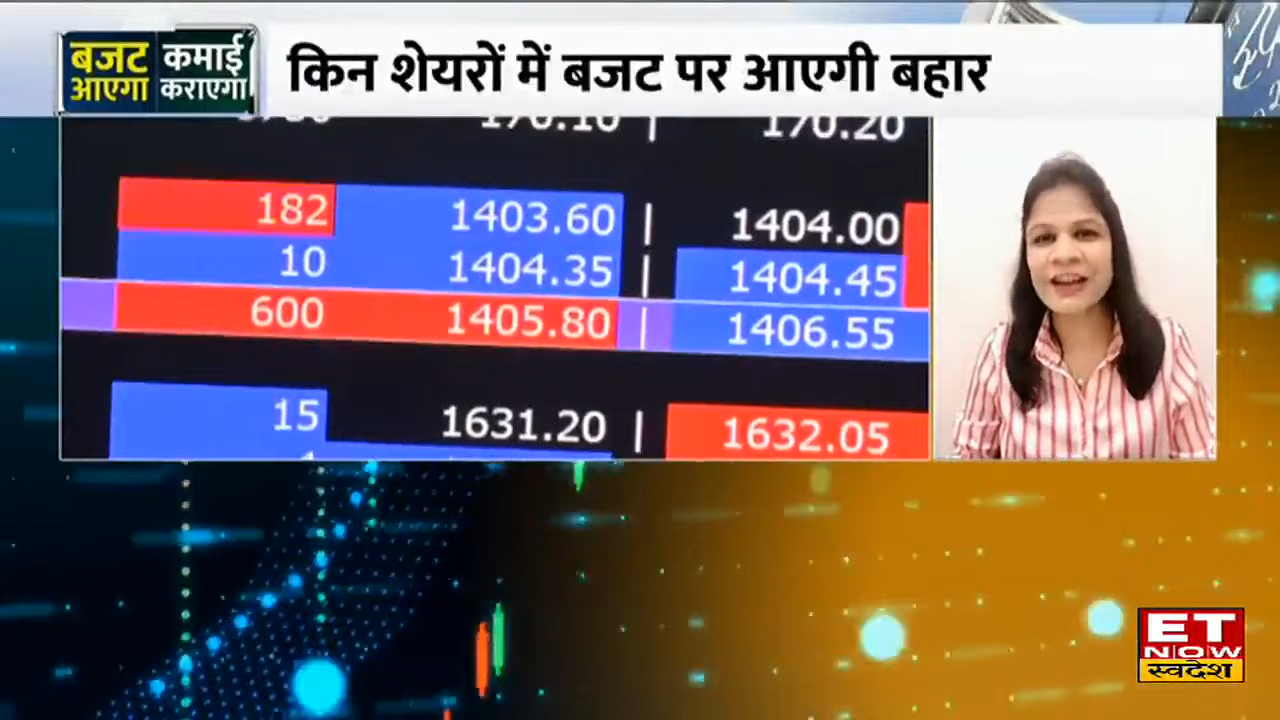 बजट आएगा
कमाई कराएगा
किन शेयरों में बजट पर आएगी बहार
170.10 | 170.20
182 1403.60 | 1404.00
10 1404.35 | 1404.45
600 1405.80 | 1406.55
15 1631.20 | 1632.05
ET
NOW
स्वदेश